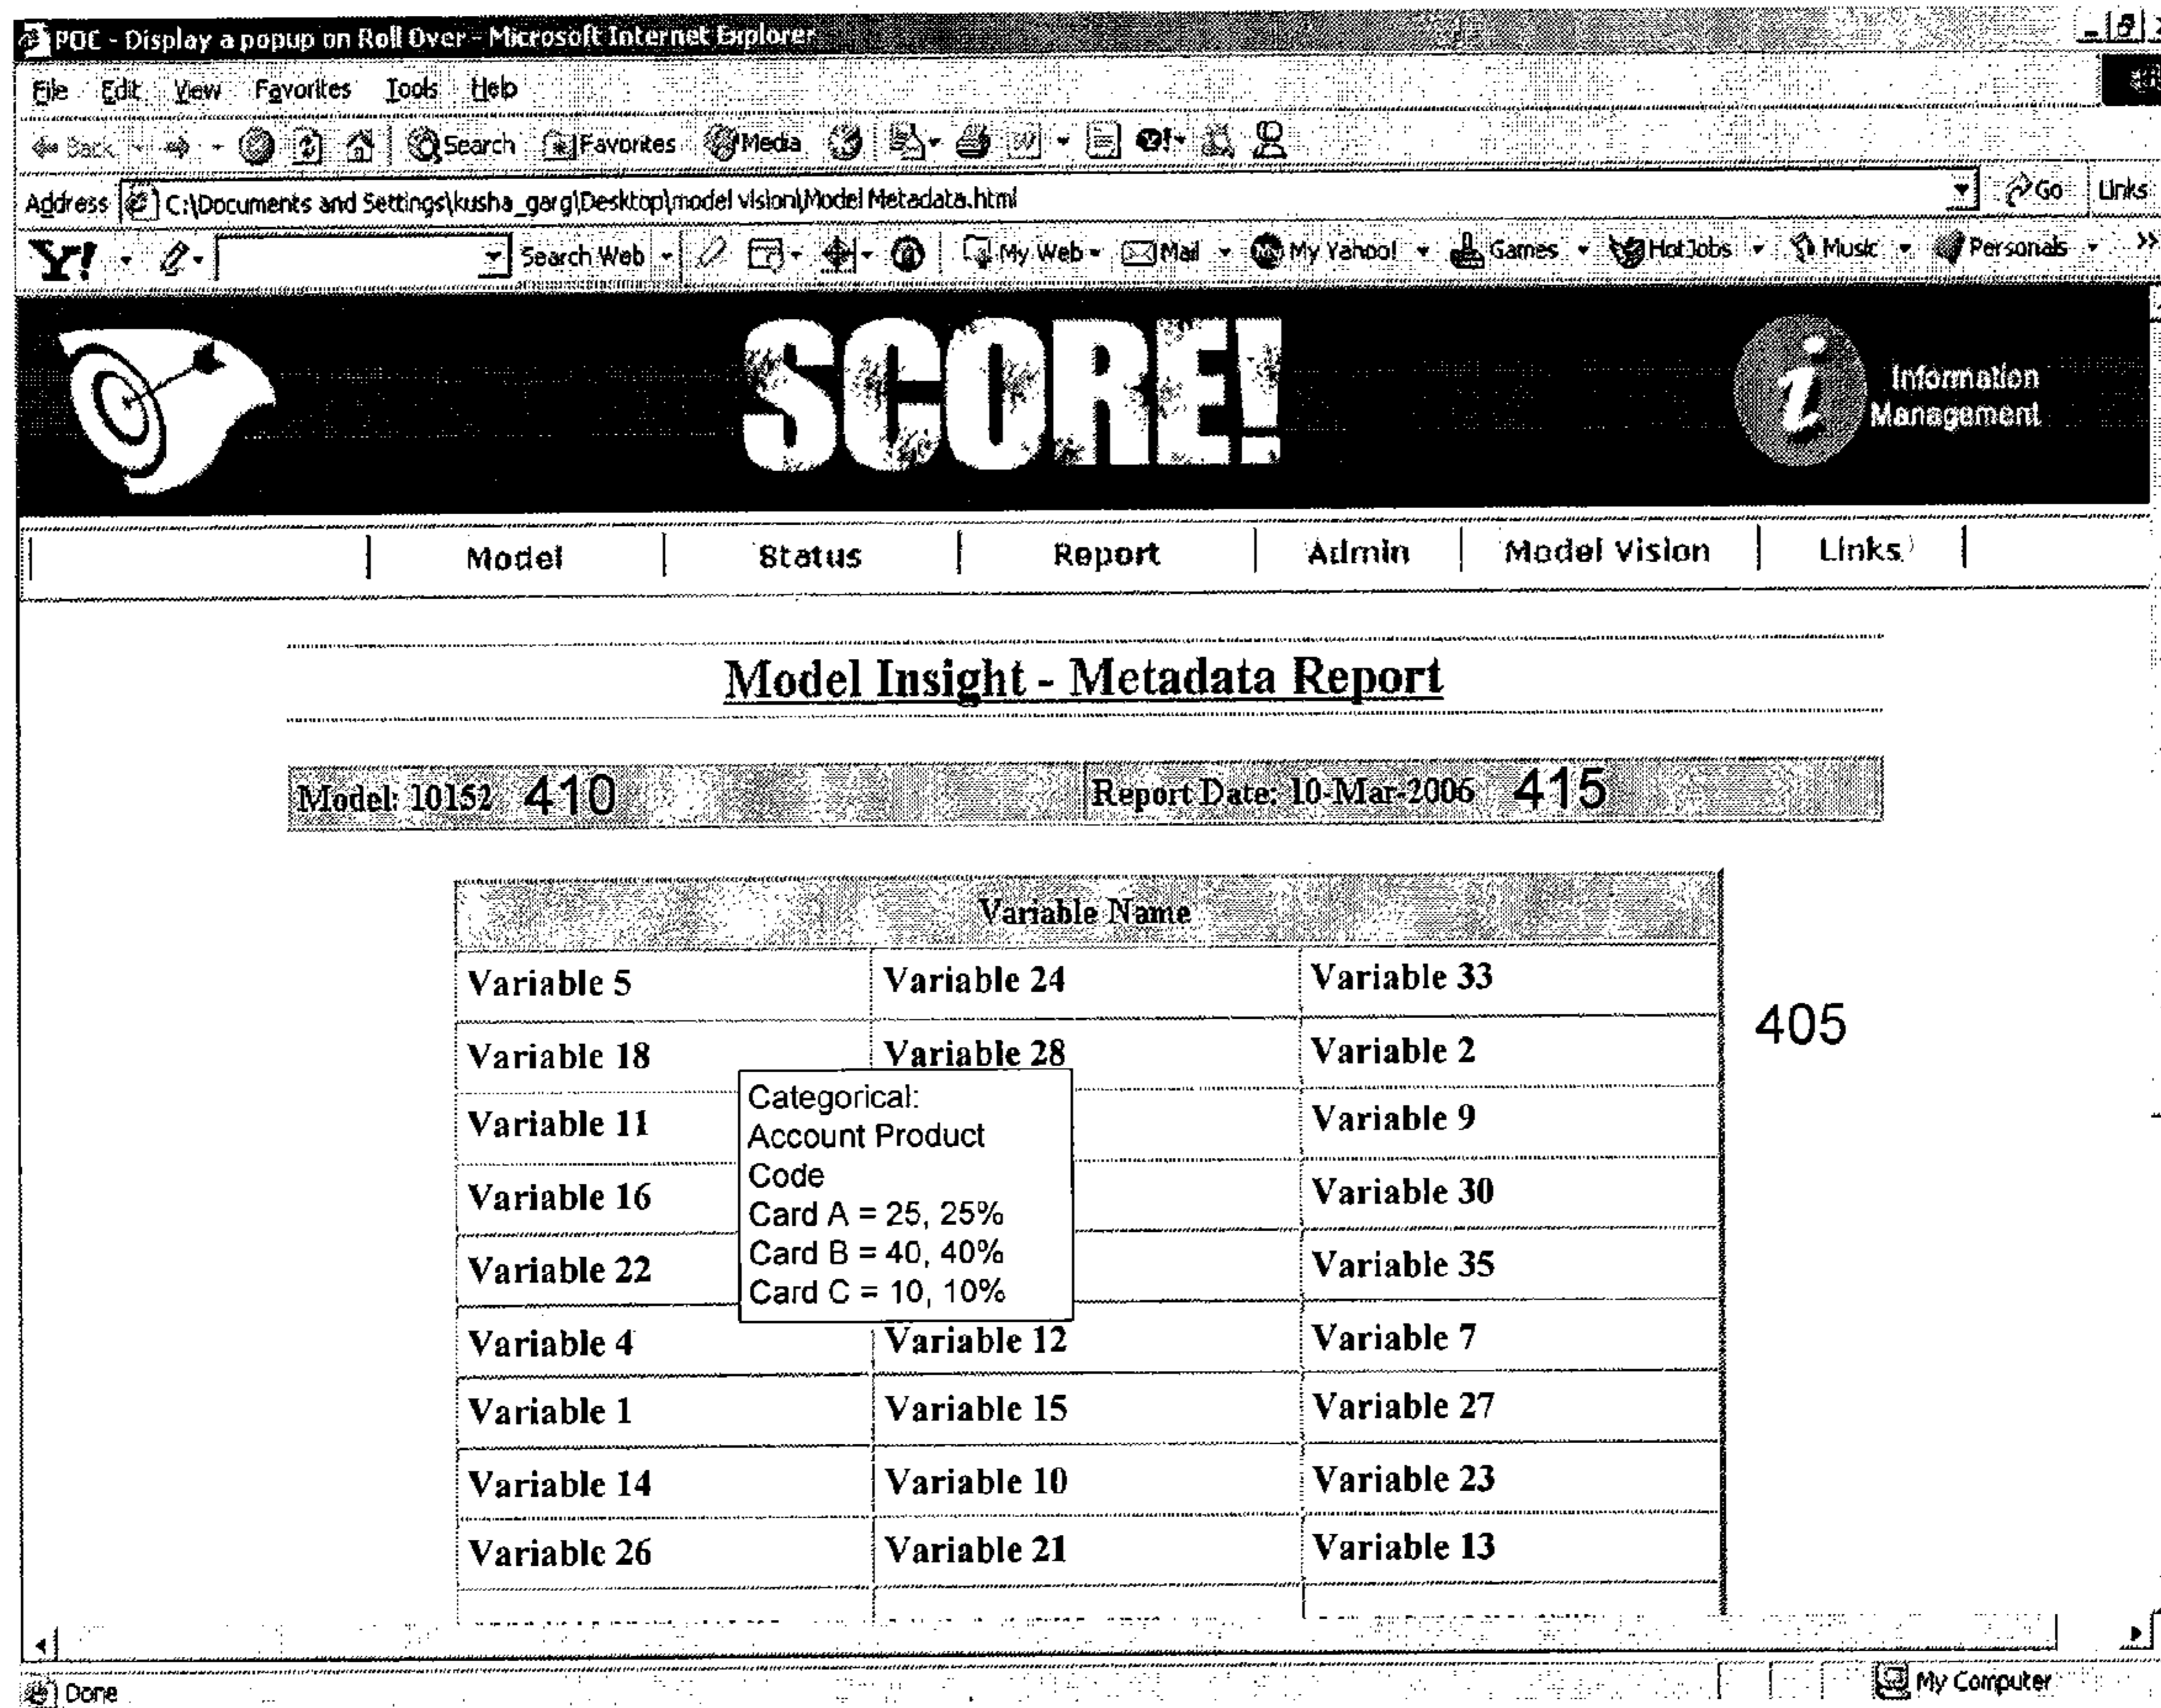 POC - Display a popup on Roll Over - Microsoft Internet Explorer
File Edit View Favorites Tools Help
Back Search Favorites Media
Address C:\Documents and Settings\kusha_garg\Desktop\model vision\Model Metadata.html Go Links
Y! Search Web My Web Mail My Yahoo! Games HotJobs Music Personals »
SCORE!
i Information
Management
Model Status Report Admin Model Vision Links
Model Insight - Metadata Report
Model: 10152 410 Report Date: 10-Mar-2006 415
Variable Name
Variable 5 Variable 24 Variable 33
405
Variable 18 Variable 28 Variable 2
Variable 11 Variable 9
Variable 16 Variable 30
Variable 22 Variable 35
Categorical:
Account Product
Code
Card A = 25, 25%
Card B = 40, 40%
Card C = 10, 10%
Variable 4 Variable 12 Variable 7
Variable 1 Variable 15 Variable 27
Variable 14 Variable 10 Variable 23
Variable 26 Variable 21 Variable 13
Done My Computer